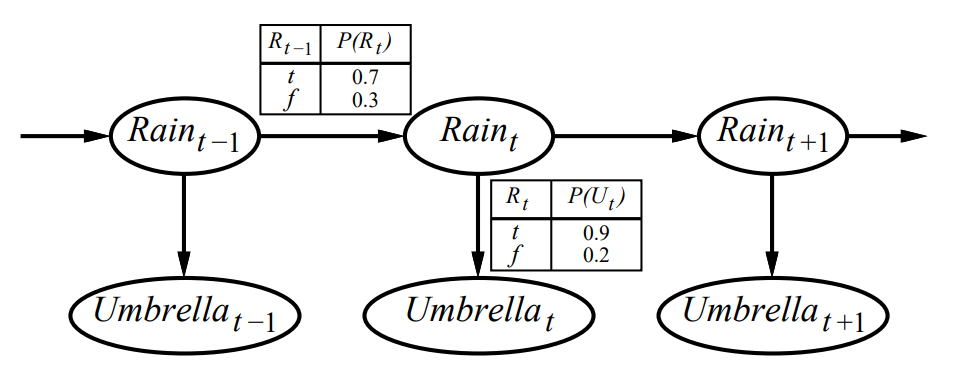 R_{t−1} P(R_t)
t 0.7
f 0.3
Rain_{t−1} Rain_t Rain_{t+1}
R_t P(U_t)
t 0.9
f 0.2
Umbrella_{t−1} Umbrella_t Umbrella_{t+1}